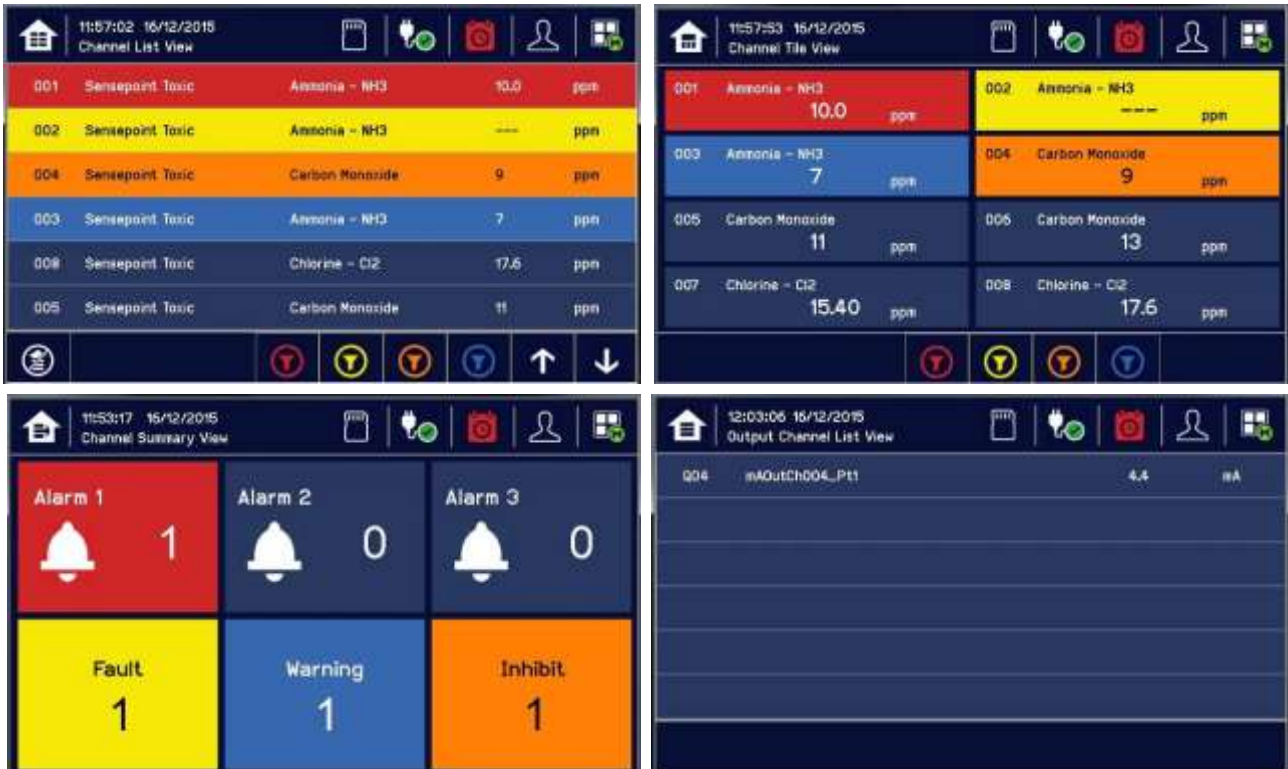 11:57:02 16/12/2015
Channel List View
001 Sensepoint Toxic Ammonia - NH3 10.0 ppm
002 Sensepoint Toxic Ammonia - NH3 --- ppm
004 Sensepoint Toxic Carbon Monoxide 9 ppm
003 Sensepoint Toxic Ammonia - NH3 7 ppm
008 Sensepoint Toxic Chlorine - Cl2 17.6 ppm
005 Sensepoint Toxic Carbon Monoxide 11 ppm
11:57:53 16/12/2015
Channel Tile View
001 Ammonia - NH3
10.0 ppm
002 Ammonia - NH3
--- ppm
003 Ammonia - NH3
7 ppm
004 Carbon Monoxide
9 ppm
005 Carbon Monoxide
11 ppm
006 Carbon Monoxide
13 ppm
007 Chlorine - Cl2
15.40 ppm
008 Chlorine - Cl2
17.6 ppm
11:53:17 16/12/2015
Channel Summary View
Alarm 1
1
Alarm 2
0
Alarm 3
0
Fault
1
Warning
1
Inhibit
1
12:03:06 16/12/2015
Output Channel List View
004 mAOutCh004_Pt1 4.4 mA